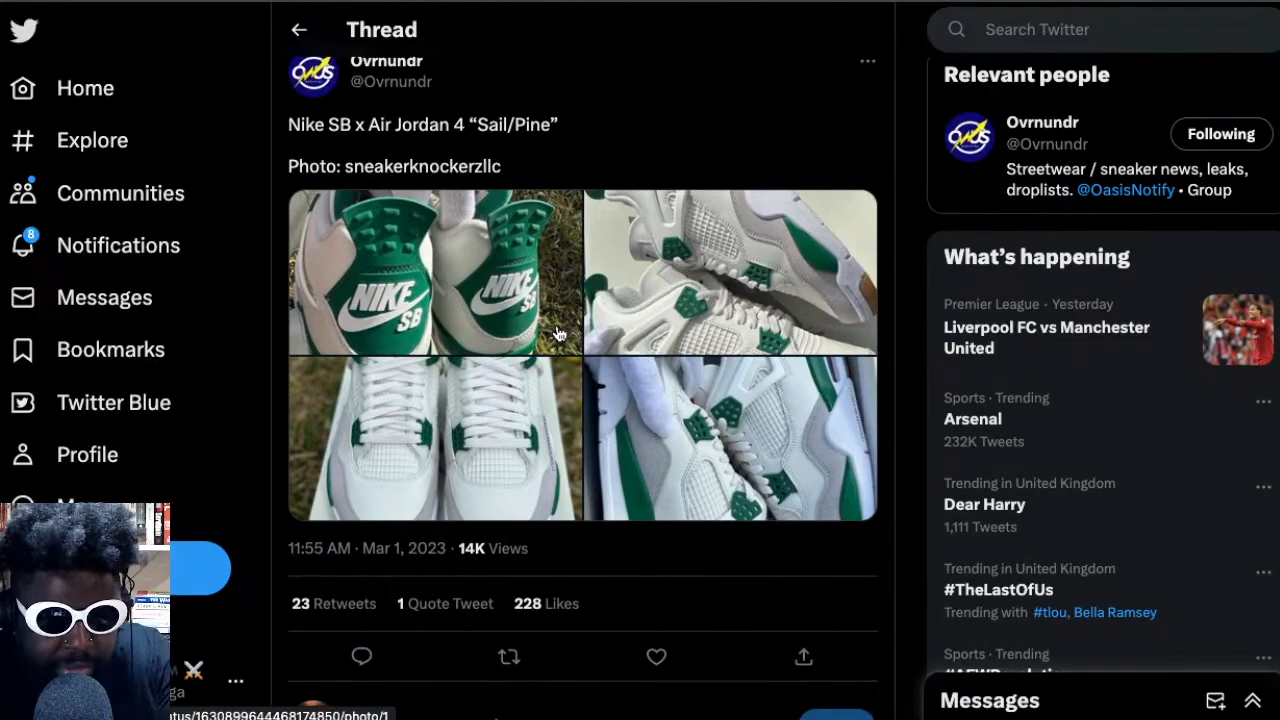 Home
Explore
Communities
8
Notifications
Messages
Bookmarks
Twitter Blue
Profile
Thread
Ovrnundr
@Ovrnundr
Nike SB x Air Jordan 4 “Sail/Pine”
Photo: sneakerknockerzllc
NIKE
SB
NIKE
SB
11:55 AM · Mar 1, 2023 · 14K Views
23 Retweets 1 Quote Tweet 228 Likes
atus/1630899644468174850/photo/1
Search Twitter
Relevant people
Ovrnundr
@Ovrnundr
Following
Streetwear / sneaker news, leaks,
droplists. @OasisNotify • Group
What’s happening
Premier League · Yesterday
Liverpool FC vs Manchester
United
Sports · Trending
Arsenal
232K Tweets
Trending in United Kingdom
Dear Harry
1,111 Tweets
Trending in United Kingdom
#TheLastOfUs
Trending with #tlou, Bella Ramsey
Sports · Trending
Messages